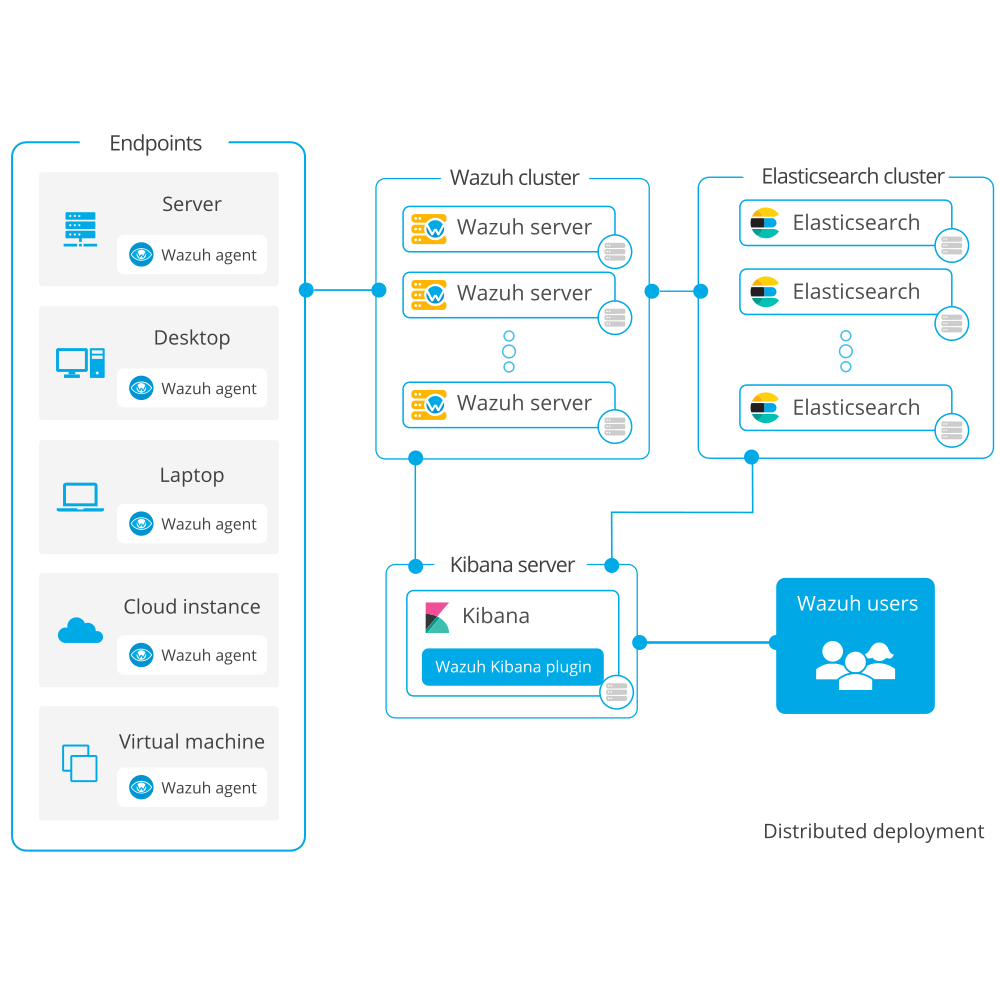 Endpoints
Server
Wazuh agent
Desktop
Wazuh agent
Laptop
Wazuh agent
Cloud instance
Wazuh agent
Virtual machine
Wazuh agent
Wazuh cluster
Wazuh server
Wazuh server
Wazuh server
Elasticsearch cluster
Elasticsearch
Elasticsearch
Elasticsearch
Kibana server
Kibana
Wazuh Kibana plugin
Wazuh users
Distributed deployment